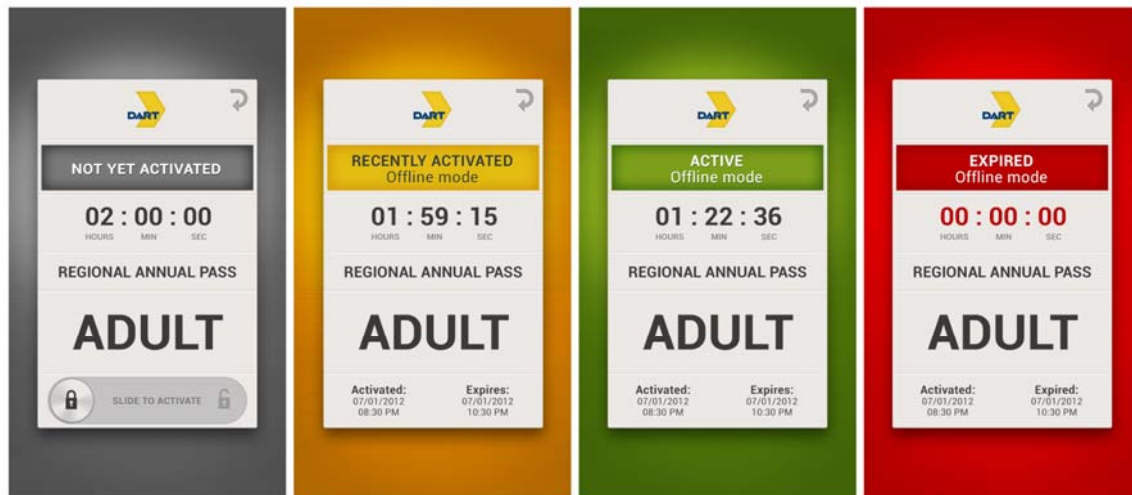 DART
NOT YET ACTIVATED
02 : 00 : 00
HOURS MIN SEC
REGIONAL ANNUAL PASS
ADULT
SLIDE TO ACTIVATE
DART
RECENTLY ACTIVATED
Offline mode
01 : 59 : 15
HOURS MIN SEC
REGIONAL ANNUAL PASS
ADULT
Activated: Expires:
07/01/2012 07/01/2012
08:30 PM 10:30 PM
DART
ACTIVE
Offline mode
01 : 22 : 36
HOURS MIN SEC
REGIONAL ANNUAL PASS
ADULT
Activated: Expires:
07/01/2012 07/01/2012
08:30 PM 10:30 PM
DART
EXPIRED
Offline mode
00 : 00 : 00
HOURS MIN SEC
REGIONAL ANNUAL PASS
ADULT
Activated: Expired:
07/01/2012 07/01/2012
08:30 PM 10:30 PM